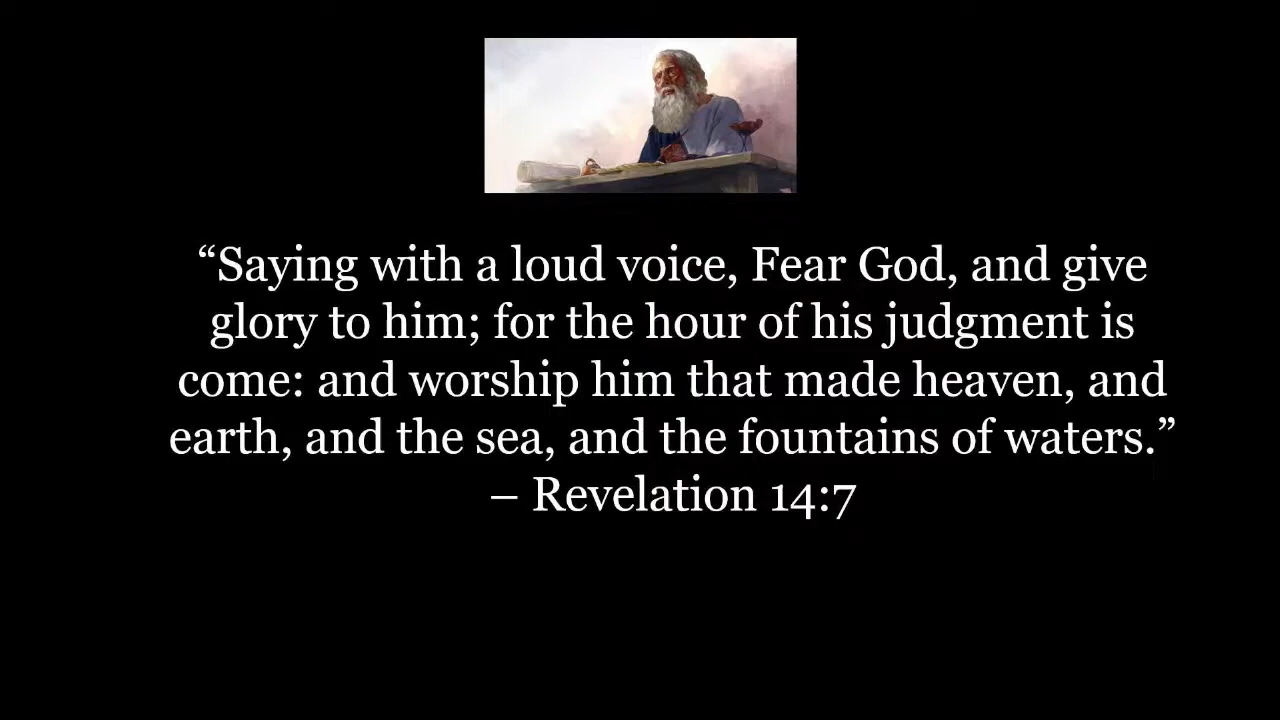 “Saying with a loud voice, Fear God, and give
glory to him; for the hour of his judgment is
come: and worship him that made heaven, and
earth, and the sea, and the fountains of waters.”
– Revelation 14:7